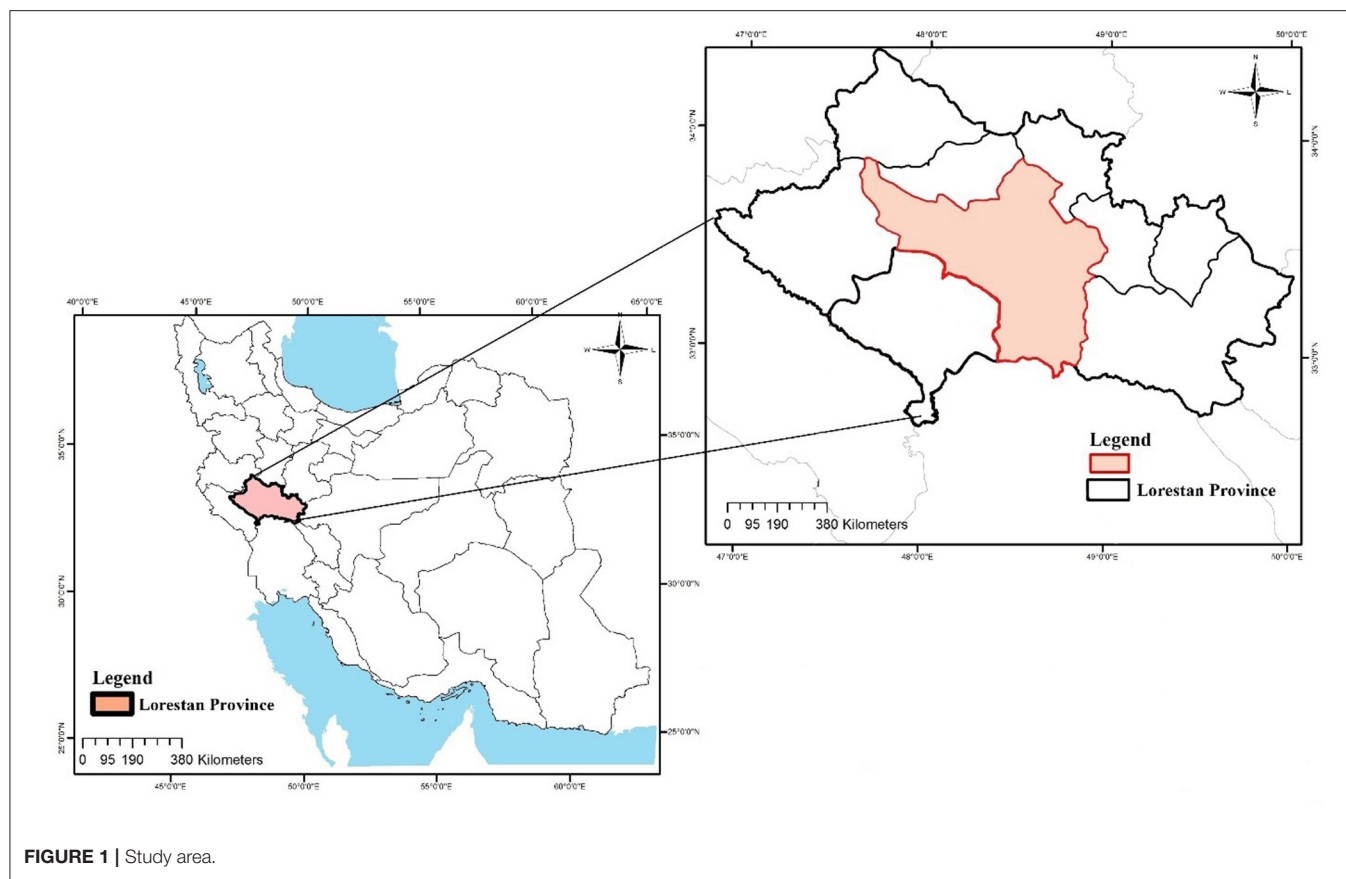 47°0'0"E 48°0'0"E 49°0'0"E 50°0'0"E
N
W L
S
34°0'0"N 34°0'0"N
33°0'0"N 33°0'0"N
Legend
Lorestan Province
0 95 190 380 Kilometers
47°0'0"E 48°0'0"E 49°0'0"E 50°0'0"E
40°0'0"E 45°0'0"E 50°0'0"E 55°0'0"E 60°0'0"E 65°0'0"E
N
W L
S
35°0'0"N 35°0'0"N
30°0'0"N 30°0'0"N
25°0'0"N 25°0'0"N
Legend
Lorestan Province
0 95 190 380 Kilometers
45°0'0"E 50°0'0"E 55°0'0"E 60°0'0"E
FIGURE 1 | Study area.